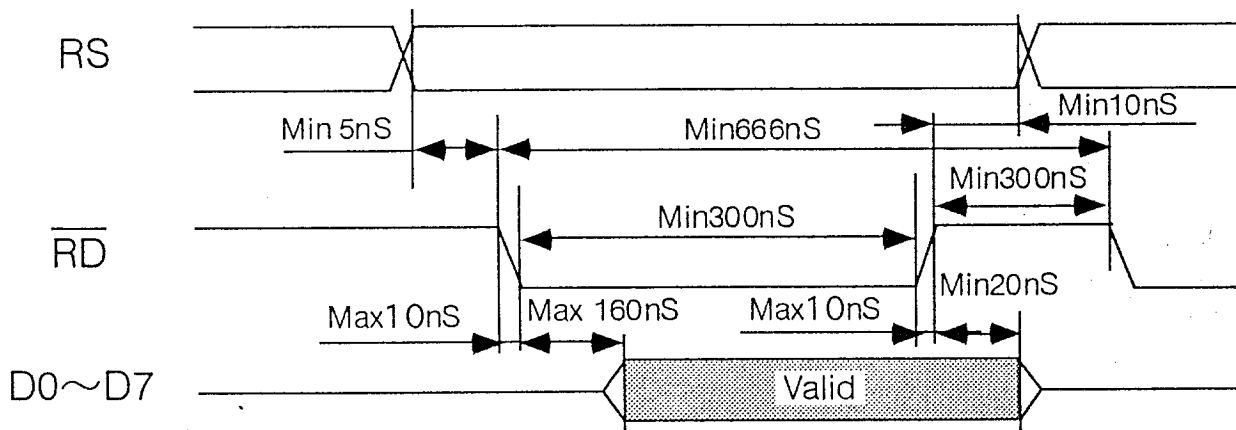 RS
Min 5nS
Min666nS
Min10nS
Min300nS
RD
Min300nS
Min20nS
Max10nS
Max 160nS
Max10nS
D0～D7
Valid